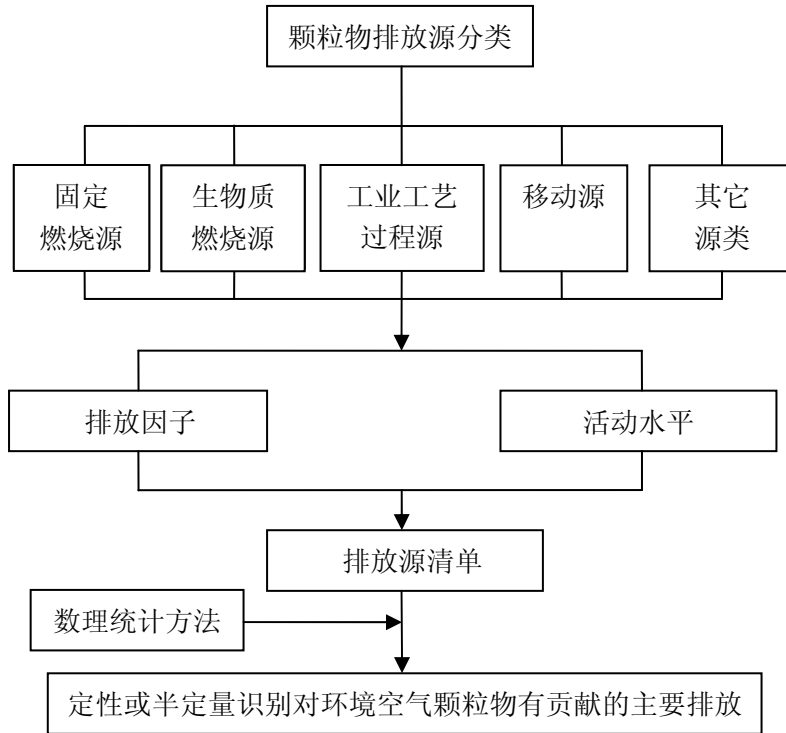 颗粒物排放源分类
固定
燃烧源
生物质
燃烧源
工业工艺
过程源
移动源
其它
源类
排放因子
活动水平
排放源清单
数理统计方法
定性或半定量识别对环境空气颗粒物有贡献的主要排放